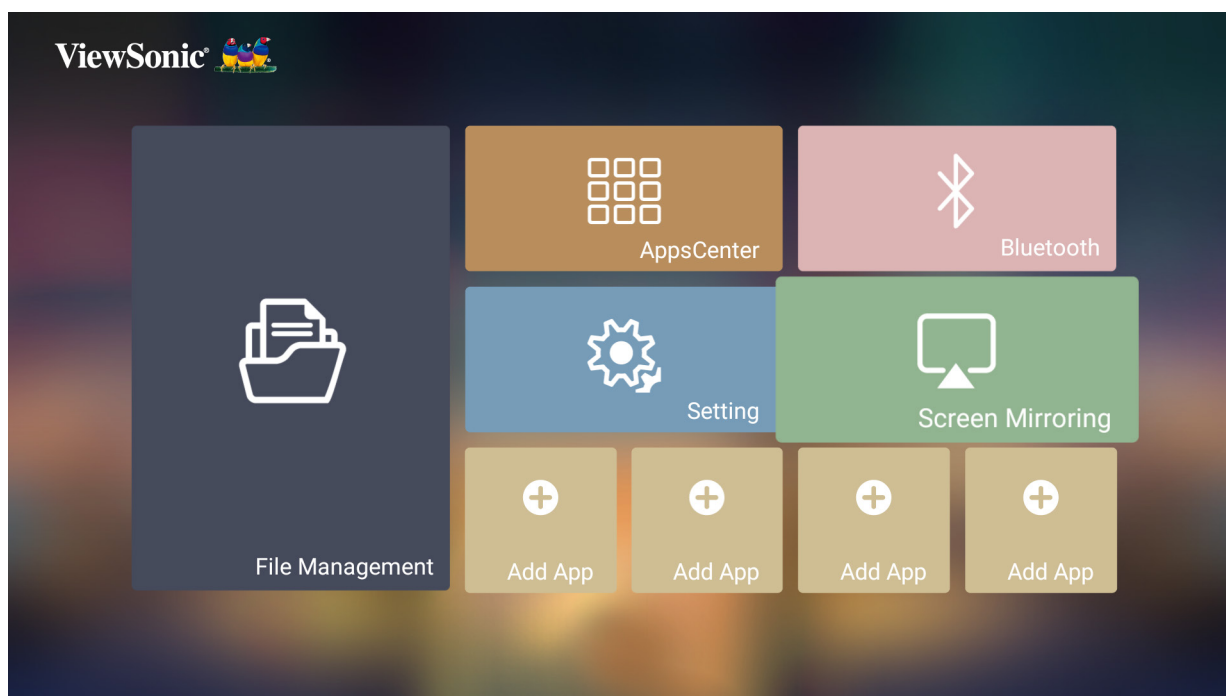 ViewSonic®
AppsCenter
Bluetooth
Setting
Screen Mirroring
File Management
Add App
Add App
Add App
Add App